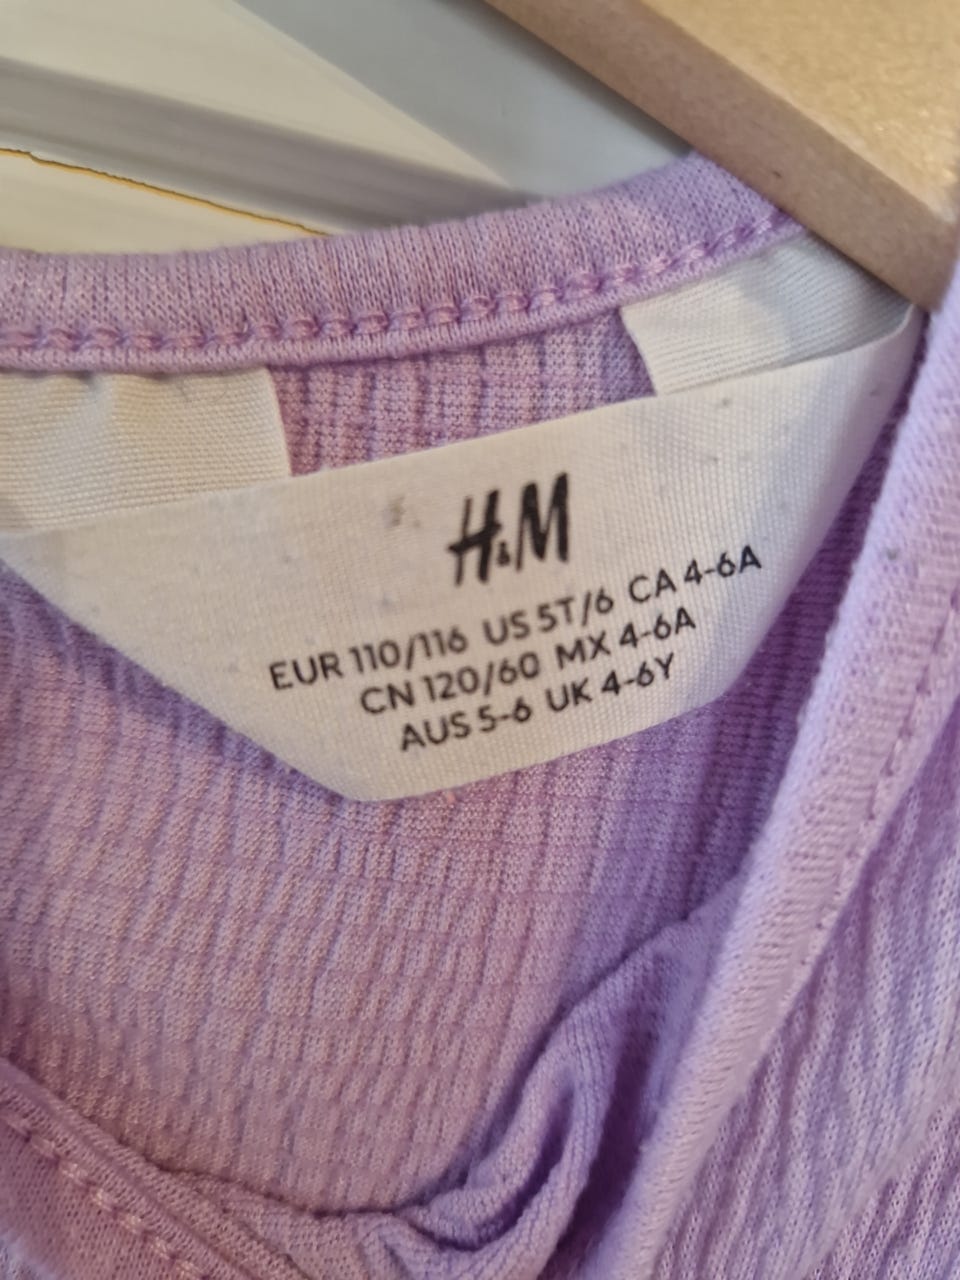 H&M
EUR 110/116 US 5T/6 CA 4-6A
CN 120/60 MX 4-6A
AUS 5-6 UK 4-6Y